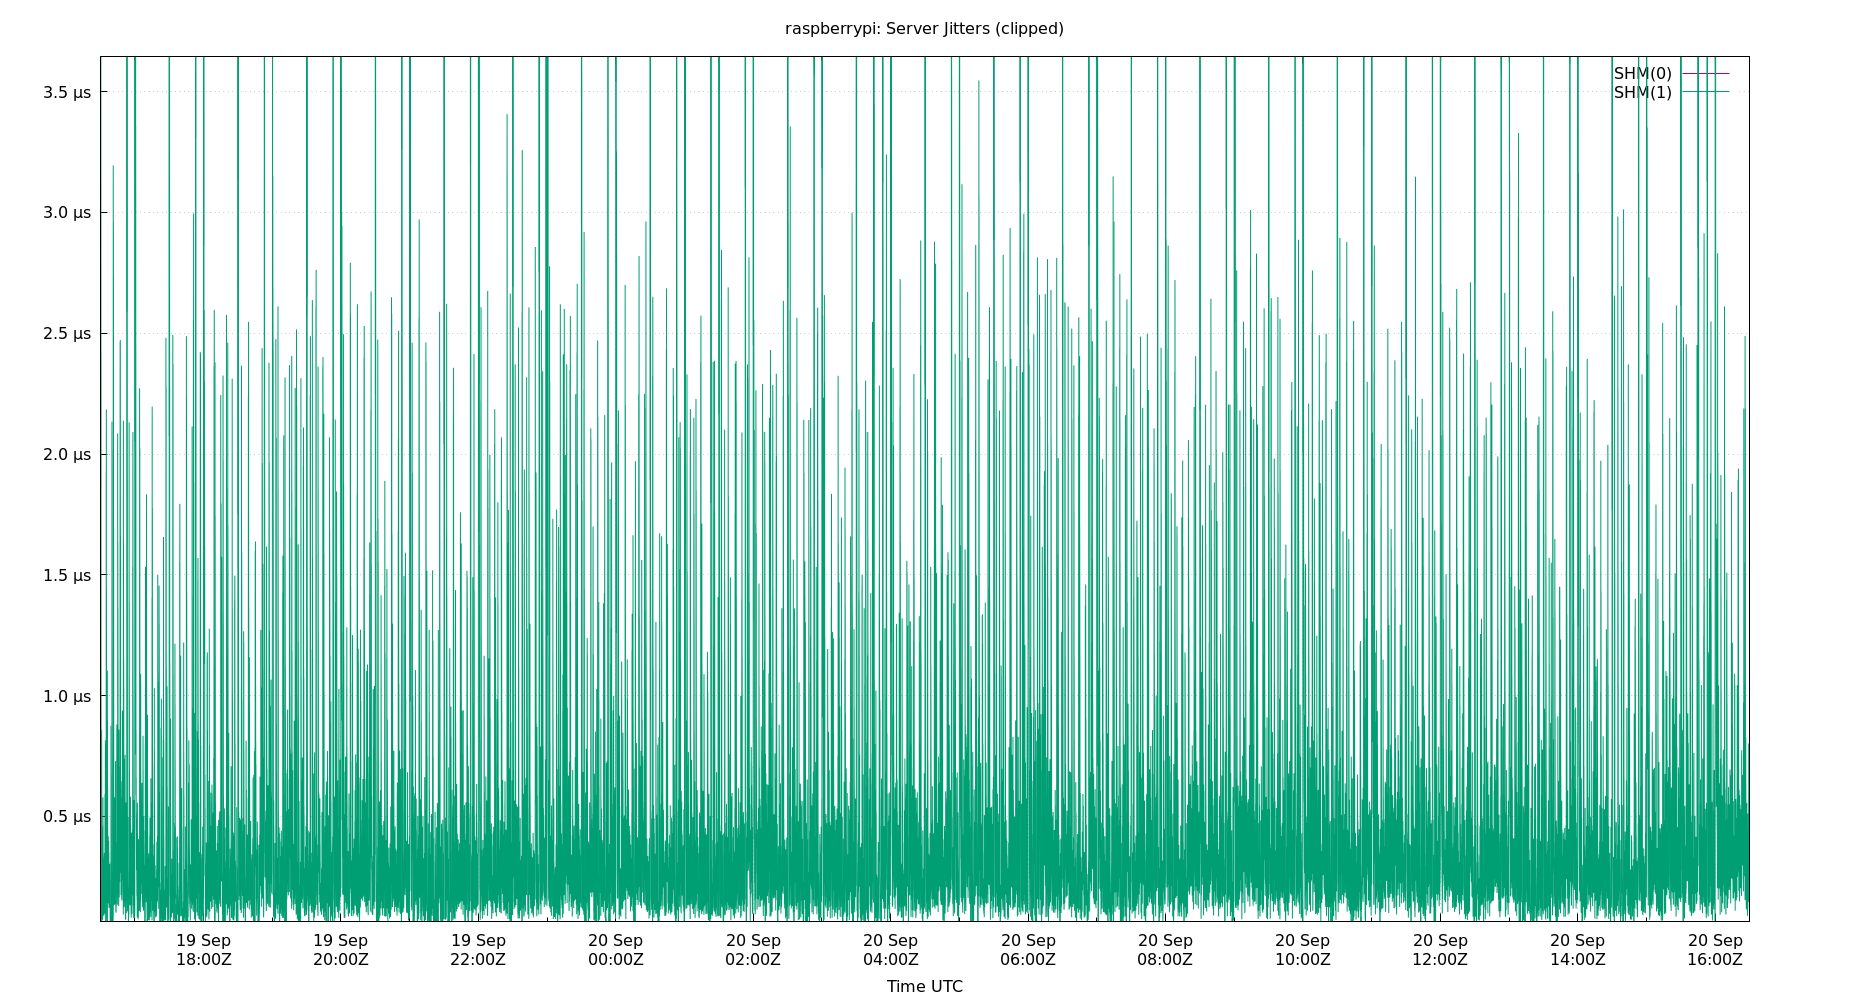 raspberrypi: Server Jitters (clipped)
SHM(0)
SHM(1)
3.5 µs
3.0 µs
2.5 µs
2.0 µs
1.5 µs
1.0 µs
0.5 µs
19 Sep 19 Sep 19 Sep 20 Sep 20 Sep 20 Sep 20 Sep 20 Sep 20 Sep 20 Sep 20 Sep 20 Sep
18:00Z 20:00Z 22:00Z 00:00Z 02:00Z 04:00Z 06:00Z 08:00Z 10:00Z 12:00Z 14:00Z 16:00Z
Time UTC